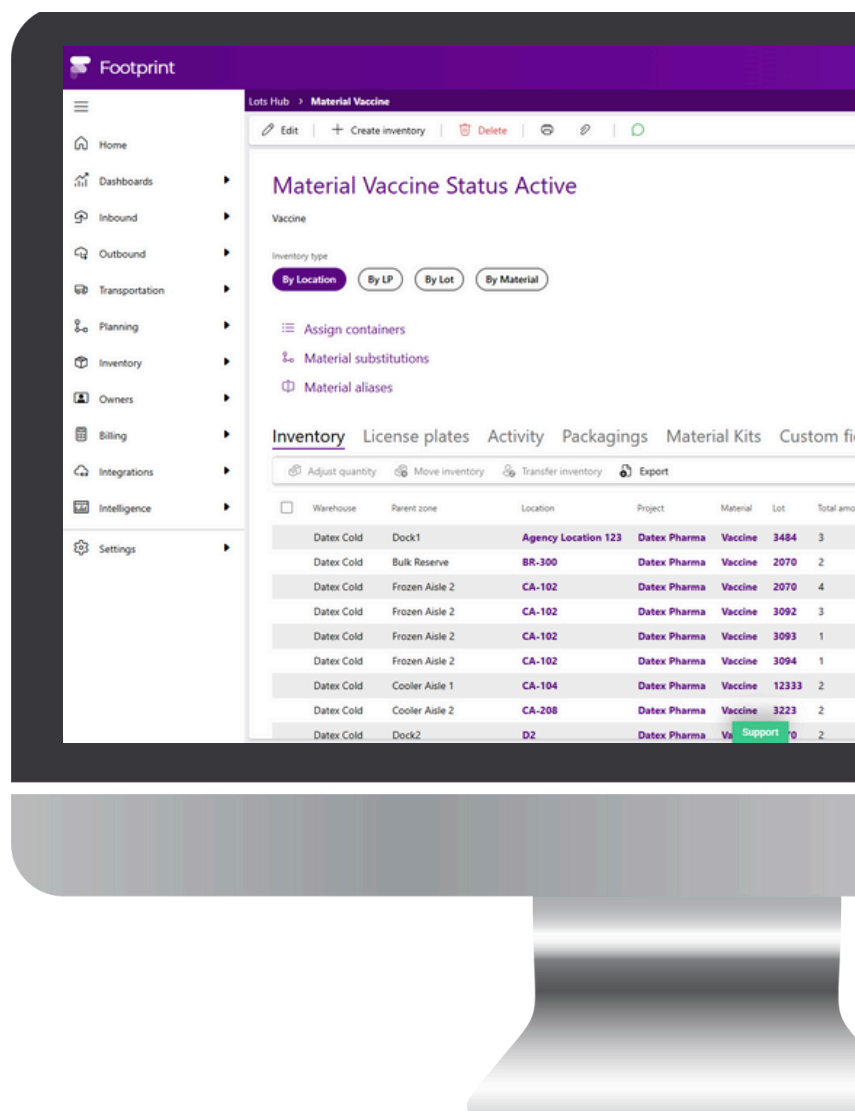 Footprint
Lots Hub > Material Vaccine
Edit Create inventory Delete
Home
Dashboards
Inbound
Outbound
Transportation
Planning
Inventory
Owners
Billing
Integrations
Intelligence
Settings
Material Vaccine Status Active
Vaccine
Inventory type
By Location By LP By Lot By Material
Assign containers
Material substitutions
Material aliases
Inventory License plates Activity Packagings Material Kits Custom
Adjust quantity Move inventory Transfer inventory Export
Warehouse Parent zone Location Project Material Lot Total
Datex Cold Dock1 Agency Location 123 Datex Pharma Vaccine 3484 3
Datex Cold Bulk Reserve BR-300 Datex Pharma Vaccine 2070 2
Datex Cold Frozen Aisle 2 CA-102 Datex Pharma Vaccine 2070 4
Datex Cold Frozen Aisle 2 CA-102 Datex Pharma Vaccine 3092 3
Datex Cold Frozen Aisle 2 CA-102 Datex Pharma Vaccine 3093 1
Datex Cold Frozen Aisle 2 CA-102 Datex Pharma Vaccine 3094 1
Datex Cold Cooler Aisle 1 CA-104 Datex Pharma Vaccine 12333 2
Datex Cold Cooler Aisle 2 CA-208 Datex Pharma Vaccine 3223 2
Datex Cold Dock2 D2 Datex Pharma 2
Support